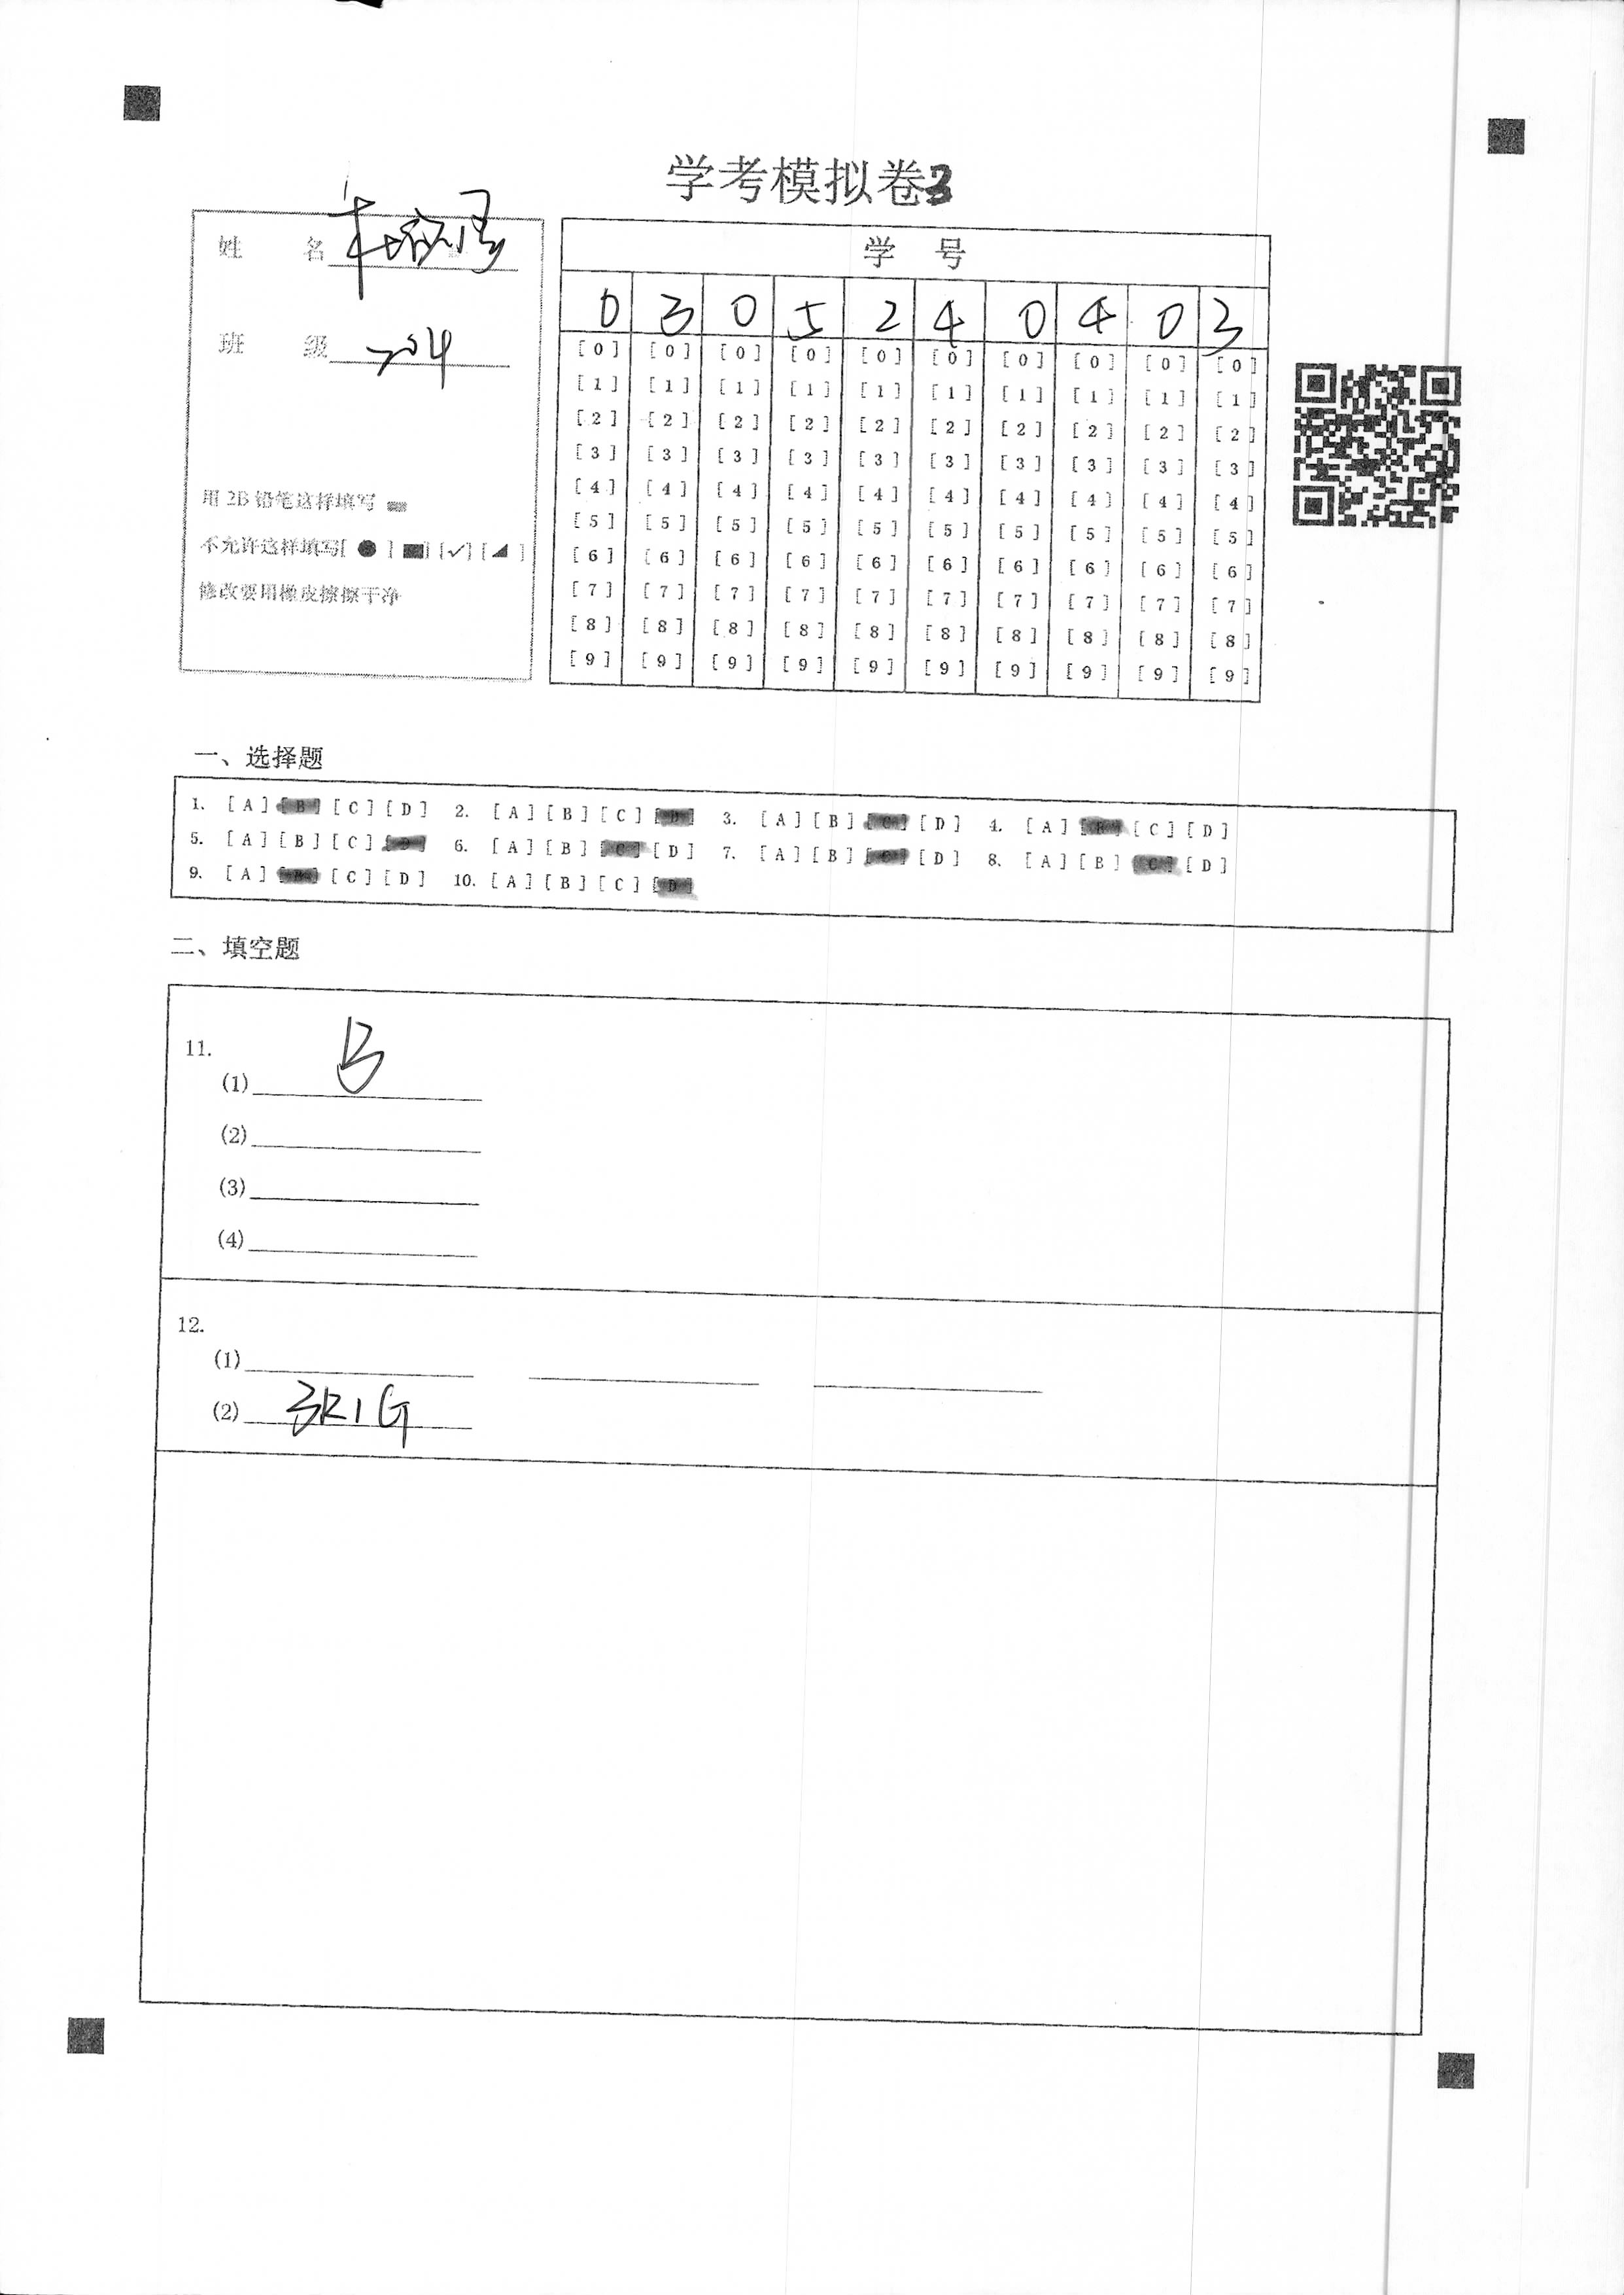 学考模拟卷3
姓 名
班 级 204
用 2B 铅笔这样填写
不允许这样填写[ ● ] ■] [✓] [◢ ]
修改要用橡皮擦擦干净
学 号
0 3 0 5 2 4 0 4 0 3
[0] [0] [0] [0] [0] [0] [0] [0] [0] [0]
[1] [1] [1] [1] [1] [1] [1] [1] [1] [1]
[2] [2] [2] [2] [2] [2] [2] [2] [2] [2]
[3] [3] [3] [3] [3] [3] [3] [3] [3] [3]
[4] [4] [4] [4] [4] [4] [4] [4] [4] [4]
[5] [5] [5] [5] [5] [5] [5] [5] [5] [5]
[6] [6] [6] [6] [6] [6] [6] [6] [6] [6]
[7] [7] [7] [7] [7] [7] [7] [7] [7] [7]
[8] [8] [8] [8] [8] [8] [8] [8] [8] [8]
[9] [9] [9] [9] [9] [9] [9] [9] [9] [9]
一、选择题
1. [A] [B] [C] [D] 2. [A] [B] [C] [D] 3. [A] [B] [C] [D] 4. [A] [B] [C] [D]
5. [A] [B] [C] [D] 6. [A] [B] [C] [D] 7. [A] [B] [C] [D] 8. [A] [B] [C] [D]
9. [A] [B] [C] [D] 10. [A] [B] [C] [D]
二、填空题
11.
(1) B
(2)
(3)
(4)
12.
(1)
(2)